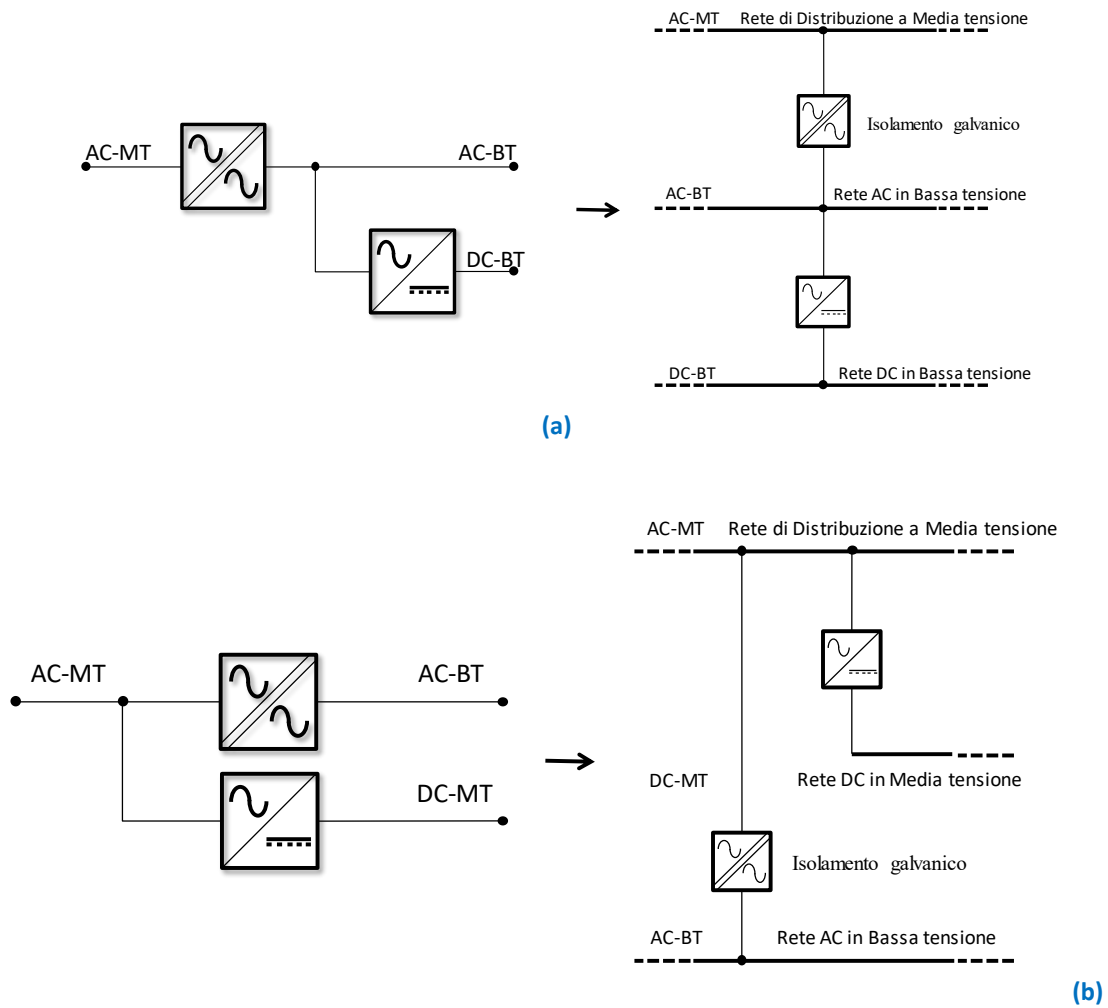 AC-MT Rete di Distribuzione a Media tensione
Isolamento galvanico
AC-MT AC-BT
AC-BT Rete AC in Bassa tensione
DC-BT
DC-BT Rete DC in Bassa tensione
(a)
AC-MT Rete di Distribuzione a Media tensione
AC-MT AC-BT
DC-MT
DC-MT Rete DC in Media tensione
Isolamento galvanico
AC-BT Rete AC in Bassa tensione
(b)